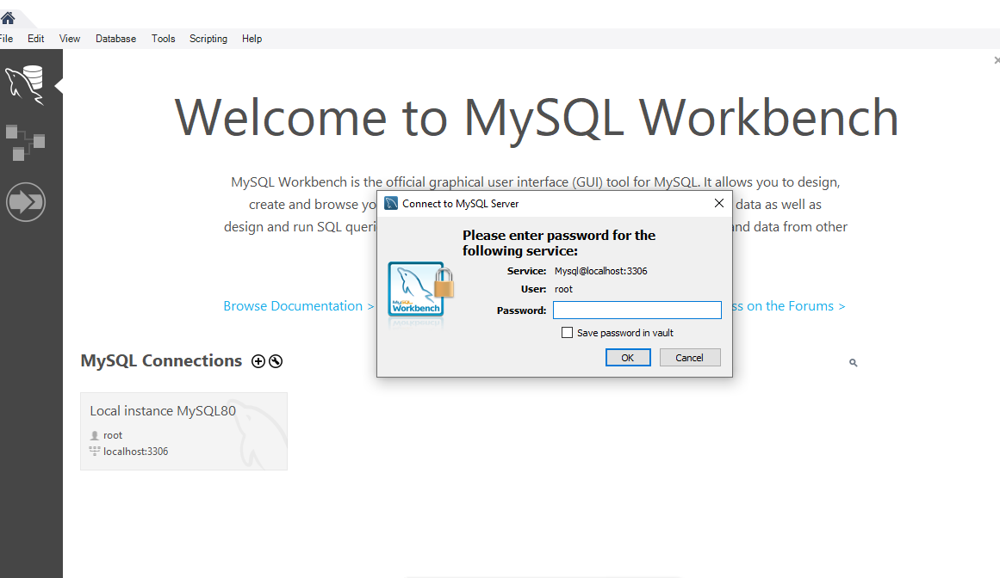 File Edit View Database Tools Scripting Help
Welcome to MySQL Workbench
MySQL Workbench is the official graphical user interface (GUI) tool for MySQL. It allows you to design,
create and browse yo
data as well as
design and run SQL queri
and data from other
Connect to MySQL Server
Please enter password for the
following service:
Service: Mysql@localhost:3306
User: root
Password:
Save password in vault
OK Cancel
MySQL
Workbench
Browse Documentation >
ss on the Forums >
MySQL Connections
Local instance MySQL80
root
localhost:3306